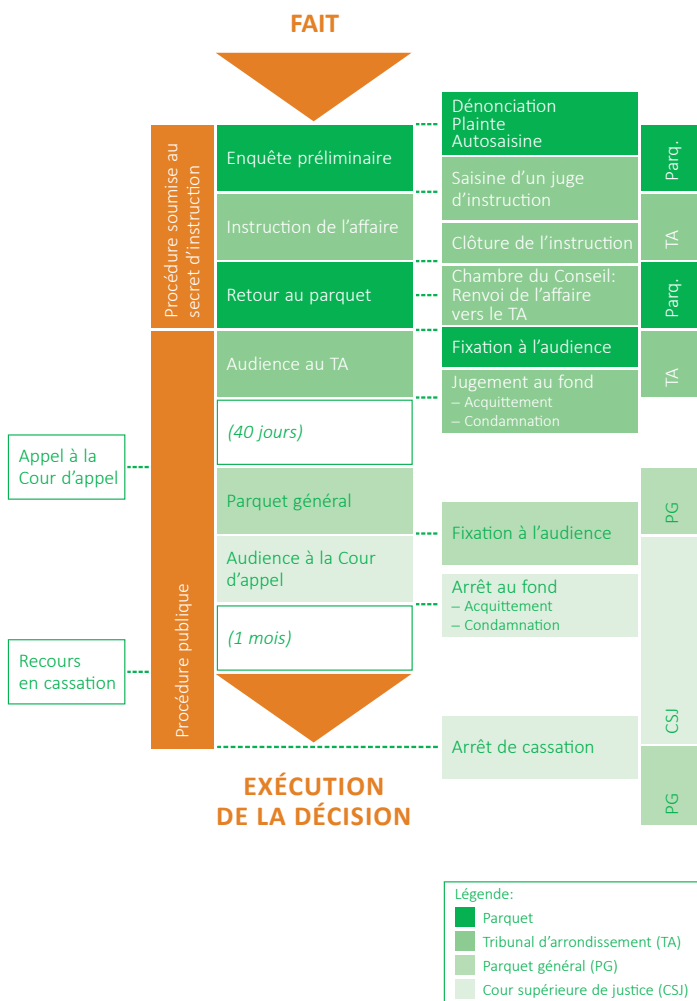 FAIT
Procédure soumise au
secret d'instruction
Enquête préliminaire
Dénonciation
Plainte
Autosaisine
Parq.
Saisine d'un juge
d'instruction
Instruction de l'affaire
TA
Clôture de l'instruction
Retour au parquet
Chambre du Conseil:
Renvoi de l'affaire
vers le TA
Parq.
Fixation à l'audience
Procédure publique
Audience au TA
TA
Jugement au fond
– Acquittement
– Condamnation
(40 jours)
Appel à la
Cour d'appel
Parquet général
PG
Fixation à l'audience
Audience à la Cour
d'appel
Arrêt au fond
– Acquittement
– Condamnation
(1 mois)
Recours
en cassation
CSJ
Arrêt de cassation
EXÉCUTION
DE LA DÉCISION
PG
Légende:
Parquet
Tribunal d'arrondissement (TA)
Parquet général (PG)
Cour supérieure de justice (CSJ)